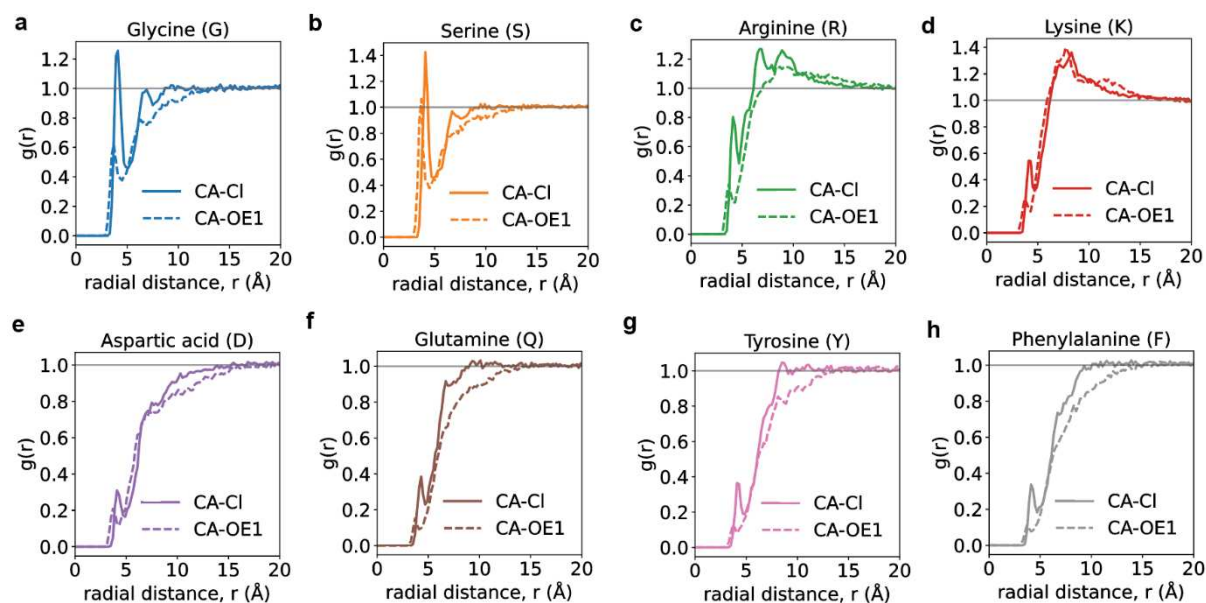 a
Glycine (G)
g(r)
1.2
1.0
0.8
0.6
0.4
0.2
0.0
CA-Cl
CA-OE1
0 5 10 15 20
radial distance, r (Å)
b
Serine (S)
g(r)
1.4
1.2
1.0
0.8
0.6
0.4
0.2
0.0
CA-Cl
CA-OE1
0 5 10 15 20
radial distance, r (Å)
c
Arginine (R)
g(r)
1.2
1.0
0.8
0.6
0.4
0.2
0.0
CA-Cl
CA-OE1
0 5 10 15 20
radial distance, r (Å)
d
Lysine (K)
g(r)
1.4
1.2
1.0
0.8
0.6
0.4
0.2
0.0
CA-Cl
CA-OE1
0 5 10 15 20
radial distance, r (Å)
e
Aspartic acid (D)
g(r)
1.0
0.8
0.6
0.4
0.2
0.0
CA-Cl
CA-OE1
0 5 10 15 20
radial distance, r (Å)
f
Glutamine (Q)
g(r)
1.0
0.8
0.6
0.4
0.2
0.0
CA-Cl
CA-OE1
0 5 10 15 20
radial distance, r (Å)
g
Tyrosine (Y)
g(r)
1.0
0.8
0.6
0.4
0.2
0.0
CA-Cl
CA-OE1
0 5 10 15 20
radial distance, r (Å)
h
Phenylalanine (F)
g(r)
1.0
0.8
0.6
0.4
0.2
0.0
CA-Cl
CA-OE1
0 5 10 15 20
radial distance, r (Å)